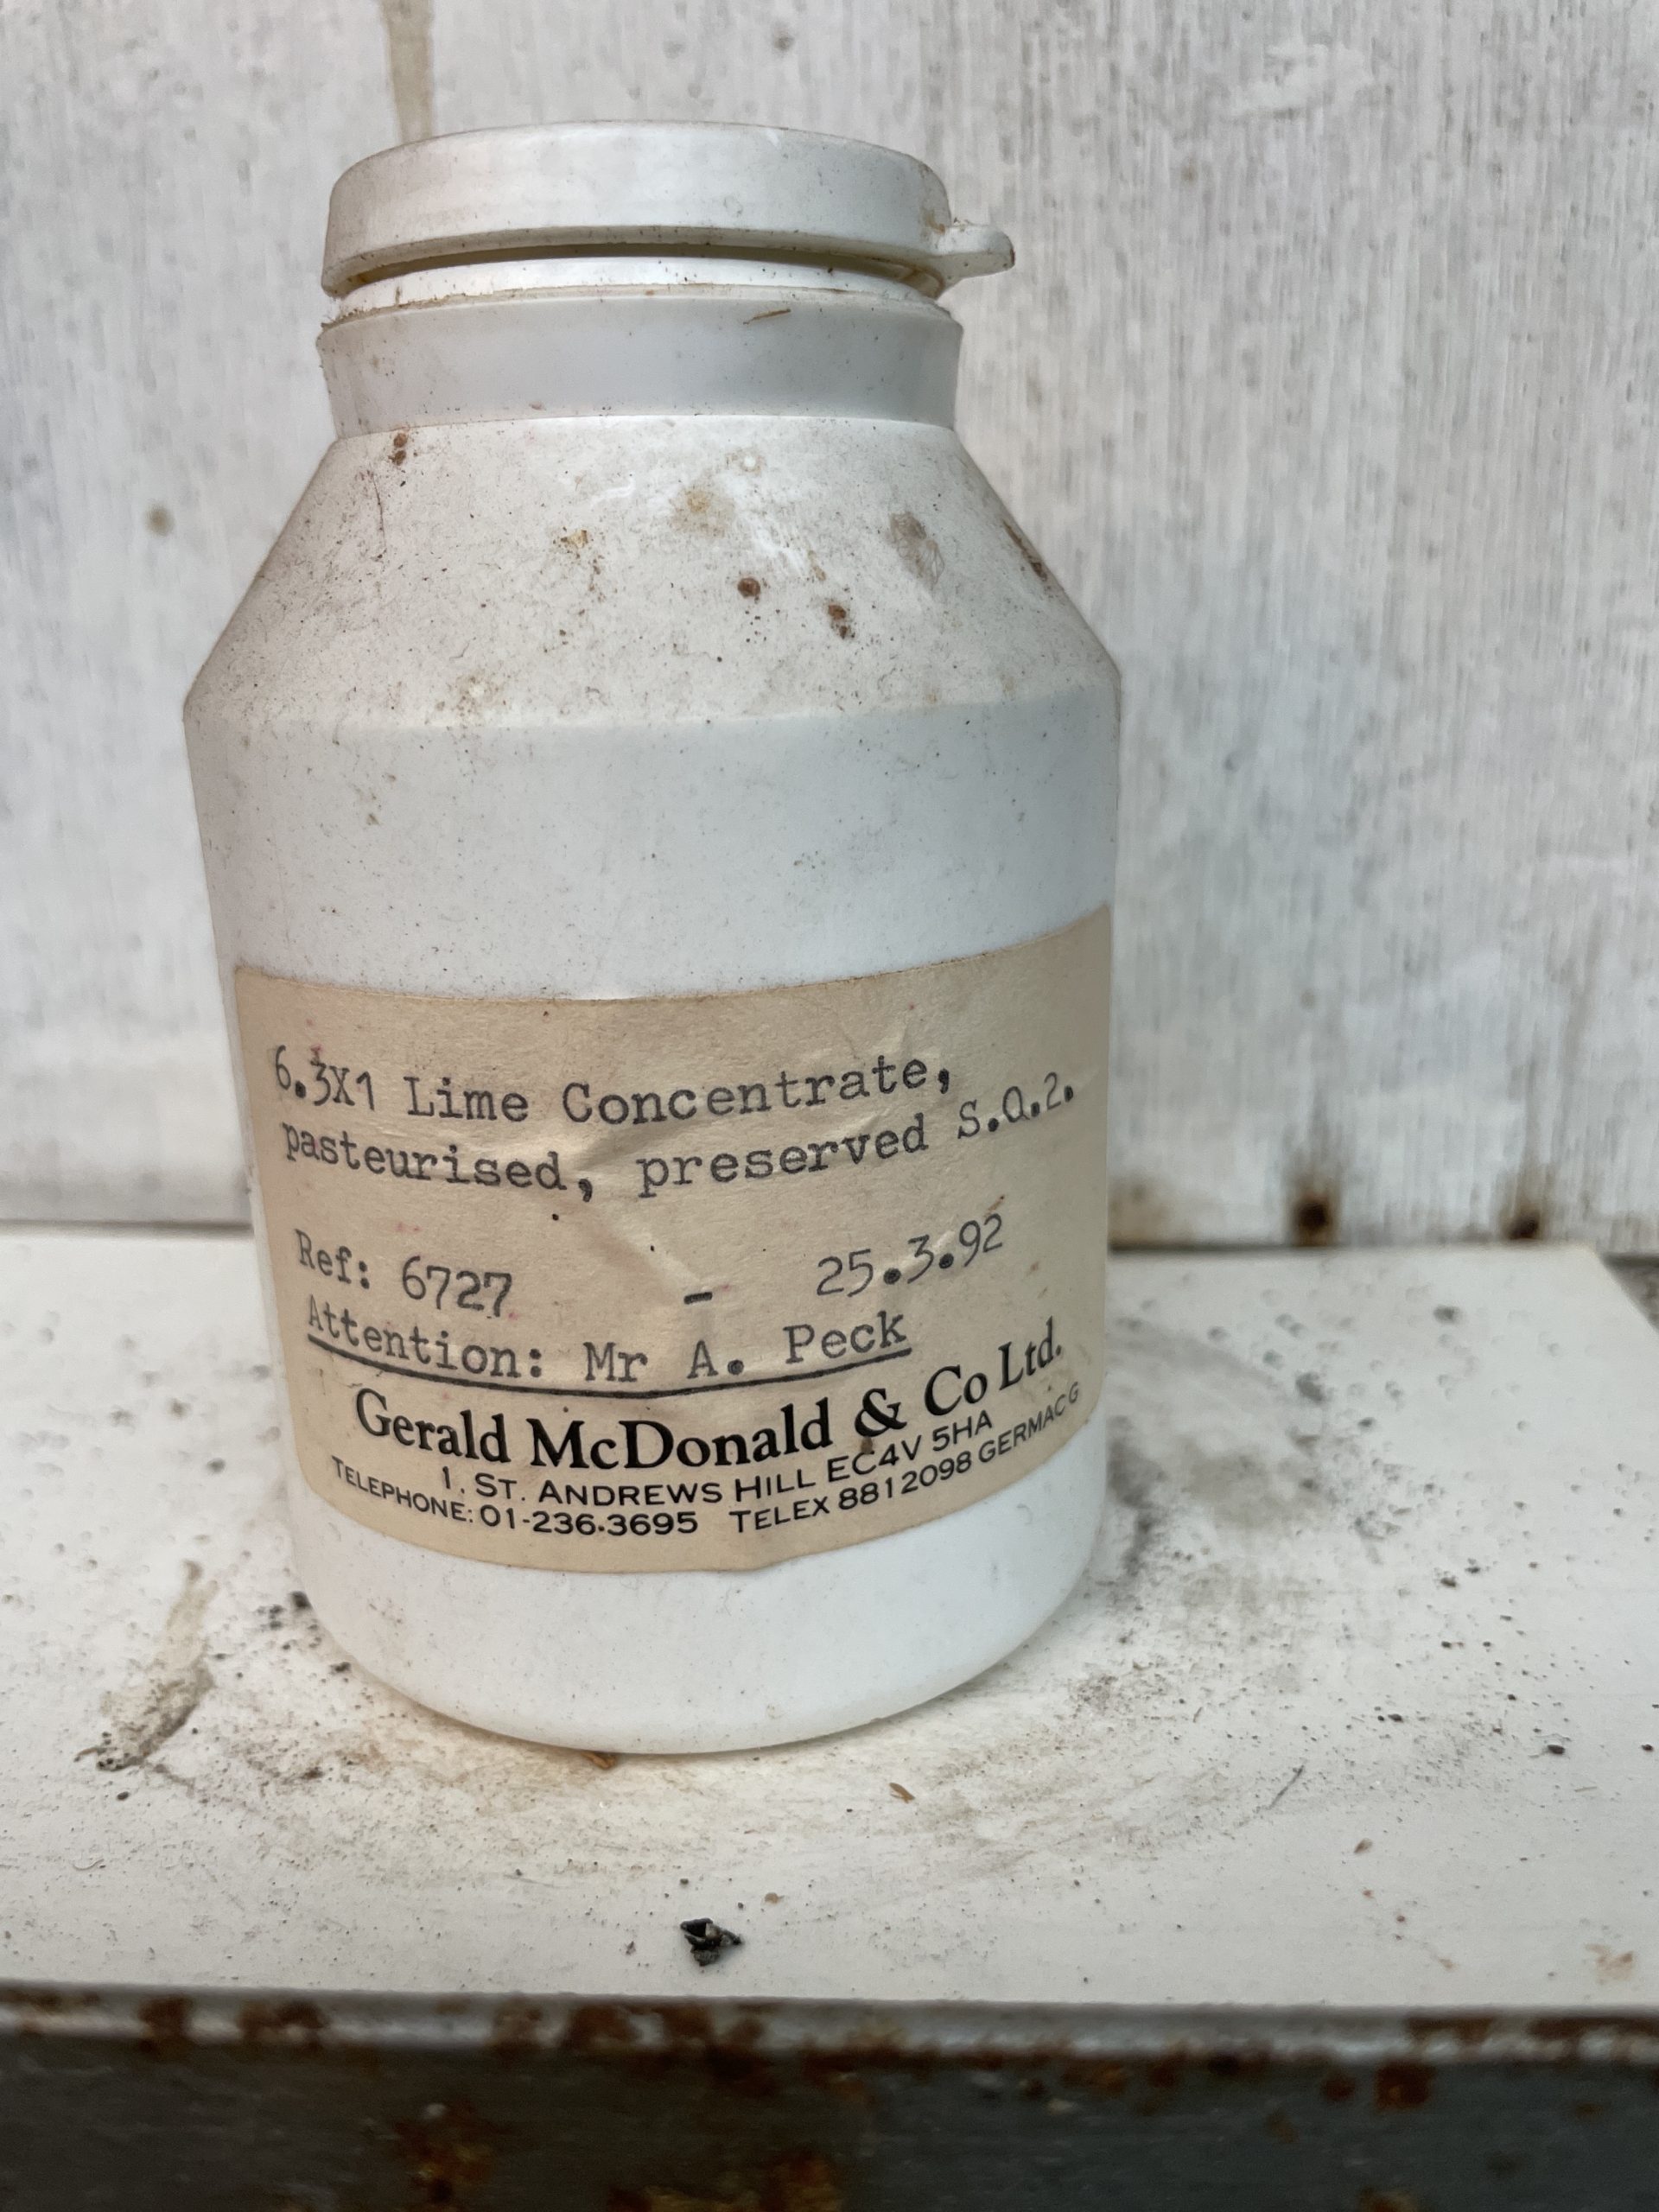 6.3X1 Lime Concentrate,
pasteurised, preserved S.O.2.
Ref: 6727 - 25.3.92
Attention: Mr A. Peck
Gerald McDonald & Co Ltd.
1, ST. ANDREWS HILL EC4V 5HA
TELEPHONE: 01-236·3695 TELEX 8812098 GERMAC G